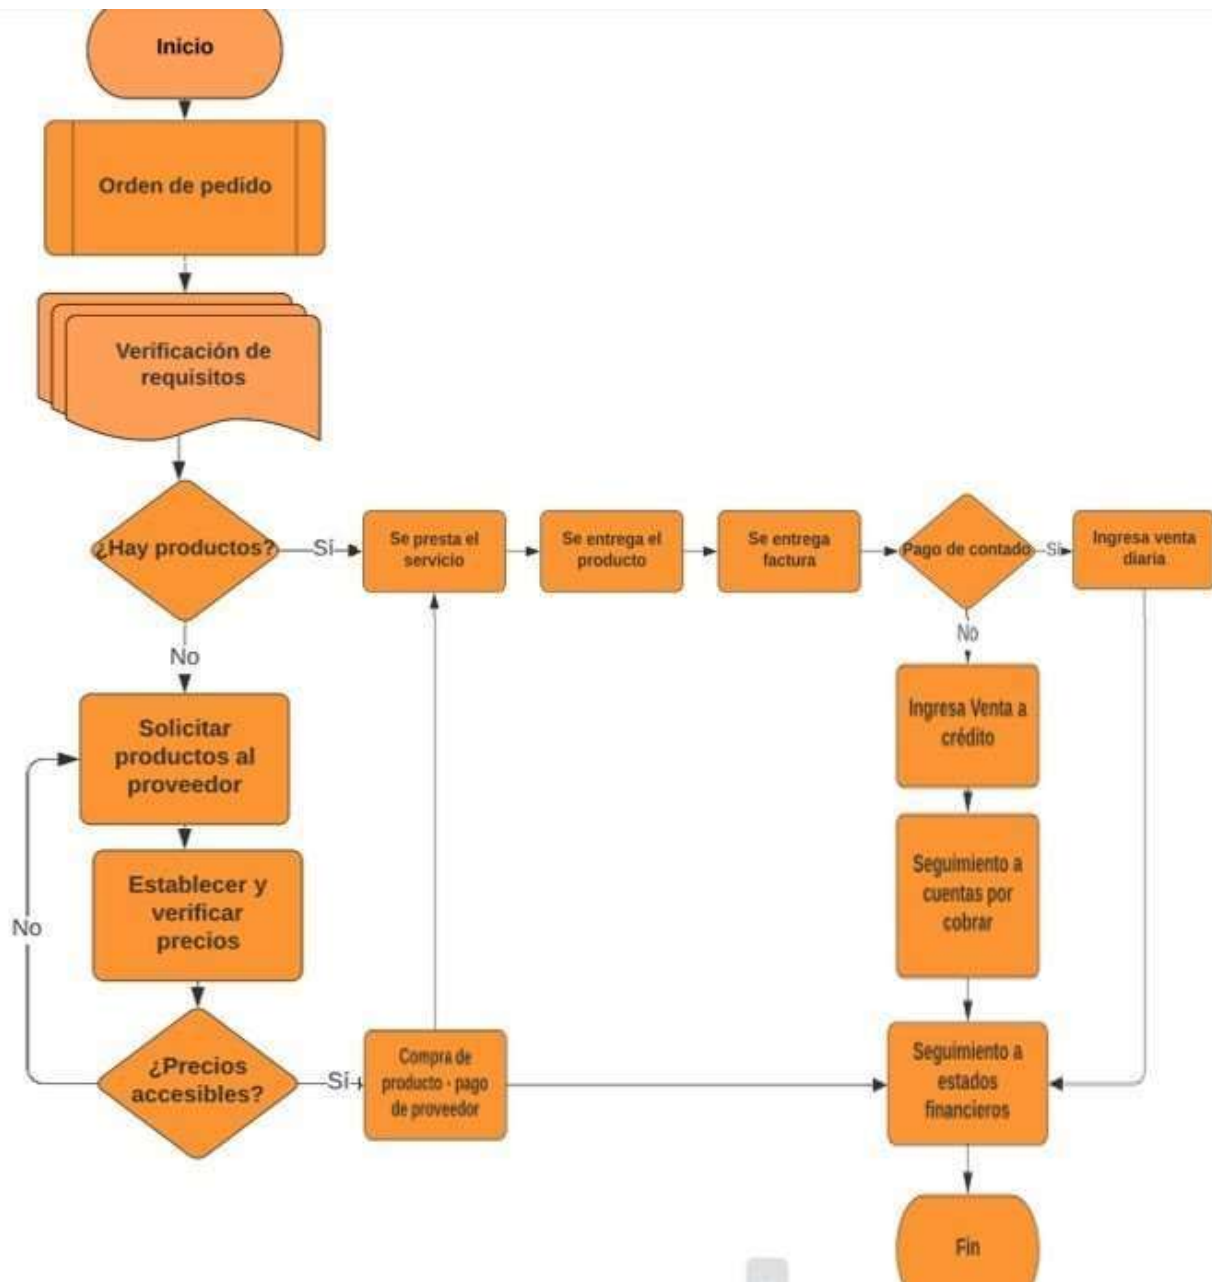 Inicio
Orden de pedido
Verificación de
requisitos
¿Hay productos?
Sí
Se presta el
servicio
Se entrega el
producto
Se entrega
factura
Pago de contado
Sí
Ingresa venta
diaria
No
No
Solicitar
productos al
proveedor
Ingresa Venta a
crédito
Establecer y
verificar
precios
Seguimiento a
cuentas por
cobrar
No
¿Precios
accesibles?
Sí
Compra de
producto - pago
de proveedor
Seguimiento a
estados
financieros
Fin